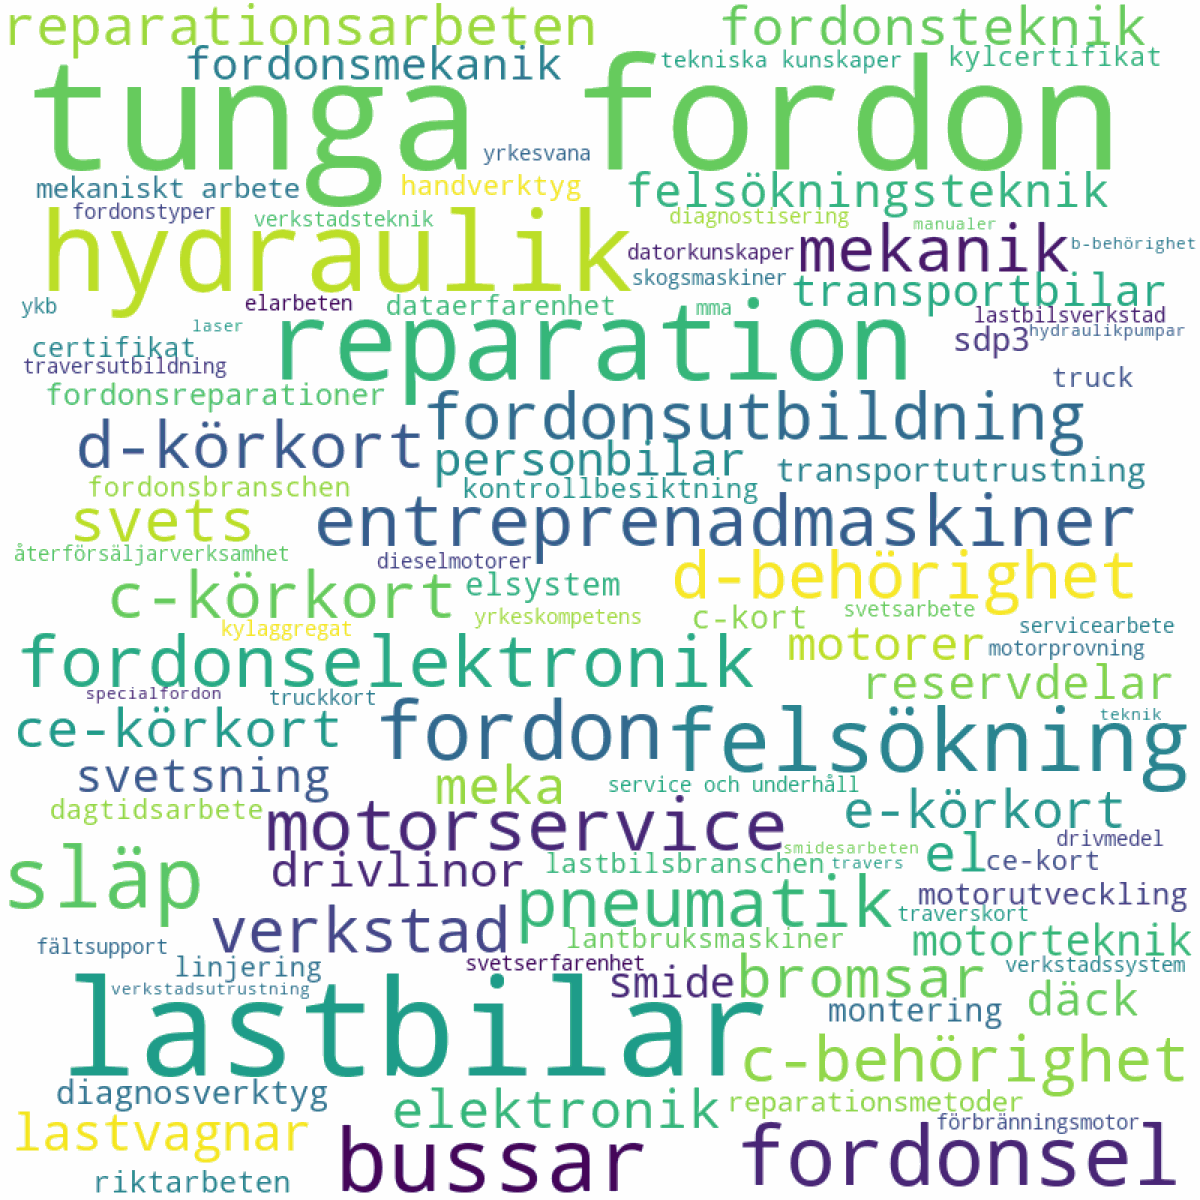 reparationsarbeten
fordonsteknik
fordonsmekanik
tekniska kunskaper
kylcertifikat
tunga fordon
yrkesvana
mekaniskt arbete
handverktyg
felsökningsteknik
fordonstyper
verkstadsteknik
diagnostisering
manualer
hydraulik
datorkunskaper
mekanik
b-behörighet
skogsmaskiner
transportbilar
ykb
elarbeten
dataerfarenhet
mma
lastbilsverkstad
laser
reparation
sdp3
hydraulikpumpar
certifikat
traversutbildning
truck
fordonsreparationer
fordonsutbildning
d-körkort
personbilar
transportutrustning
fordonsbranschen
kontrollbesiktning
svets
entreprenadmaskiner
återförsäljarverksamhet
dieselmotorer
d-behörighet
c-körkort
elsystem
yrkeskompetens
c-kort
svetsarbete
kylaggregat
servicearbete
fordonselektronik
motorer
motorprovning
specialfordon
truckkort
reservdelar
ce-körkort
fordon
felsökning
teknik
svetsning
meka
service och underhåll
dagtidsarbete
motorservice
e-körkort
smidesarbeten
drivmedel
släp
drivlinor
lastbilsbranschen
travers
el
ce-kort
verkstad
pneumatik
motorutveckling
traverskort
fältsupport
lantbruksmaskiner
motorteknik
linjering
svetserfarenhet
smide
bromsar
verkstadssystem
verkstadsutrustning
lastbilar
montering
däck
c-behörighet
diagnosverktyg
elektronik
reparationsmetoder
lastvagnar
förbränningsmotor
bussar
fordonsel
riktarbeten